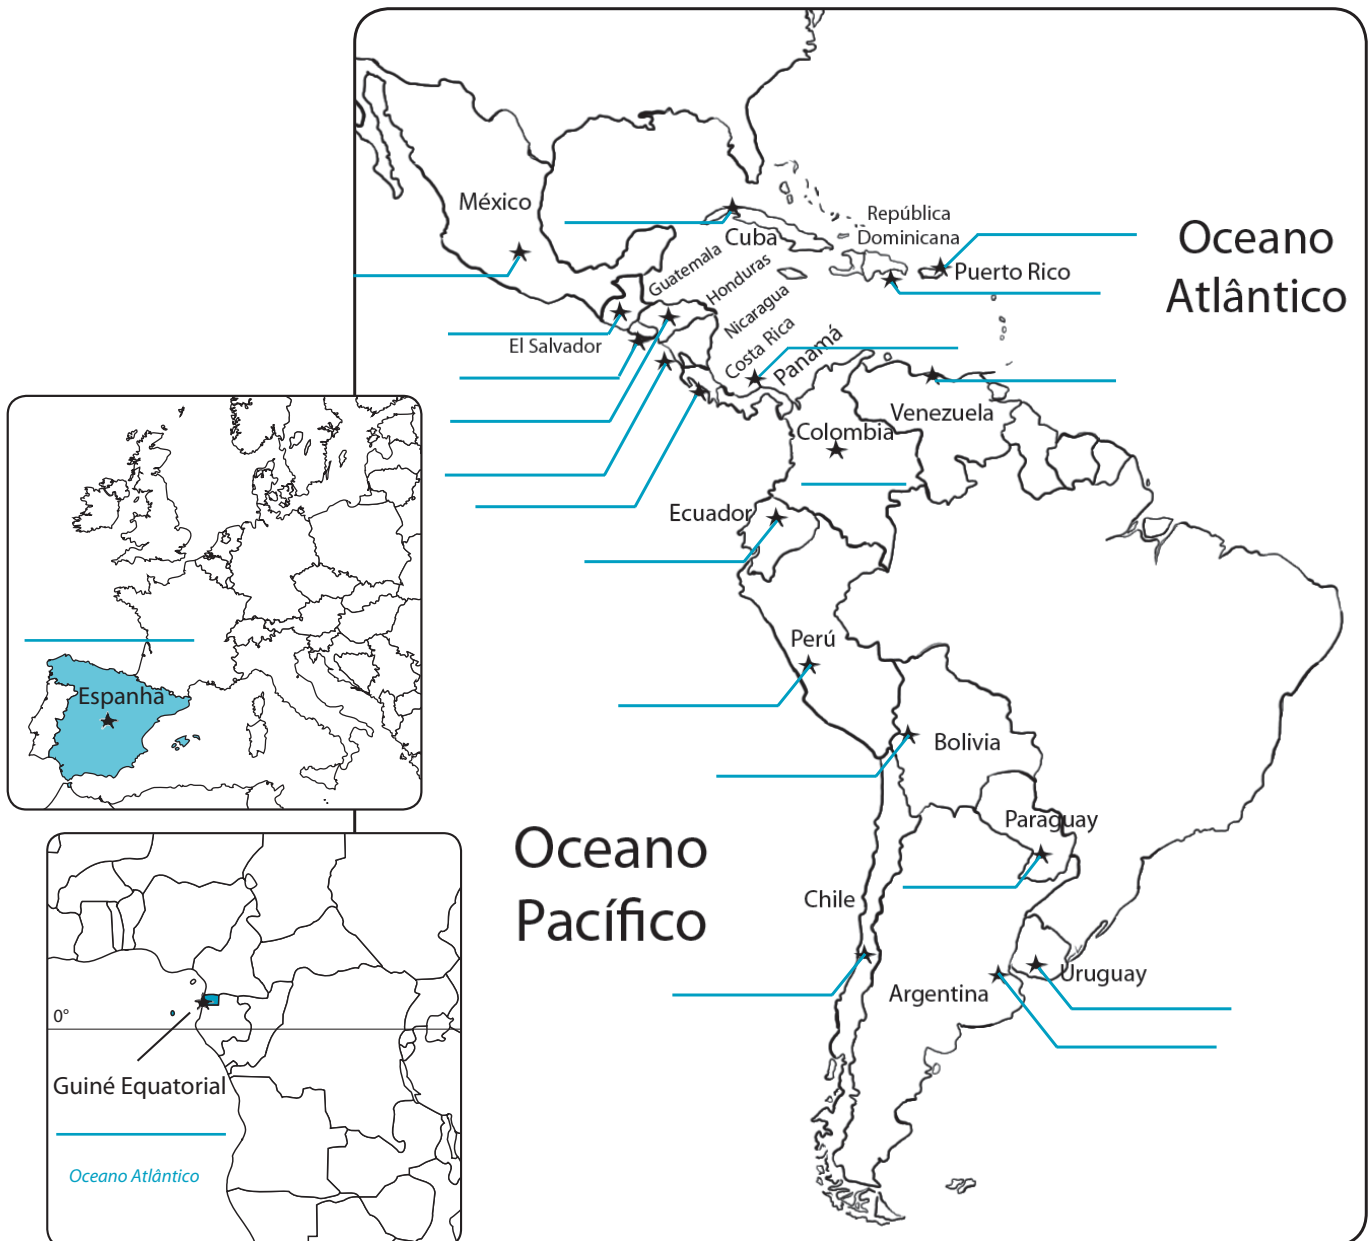 México
Cuba
República
Dominicana
Puerto Rico
Oceano
Atlântico
Guatemala
Honduras
Nicaragua
Costa Rica
Panamá
El Salvador
Venezuela
Colombia
Ecuador
Perú
Bolivia
Paraguay
Chile
Uruguay
Argentina
Oceano
Pacífico
Espanha
0°
Guiné Equatorial
Oceano Atlântico